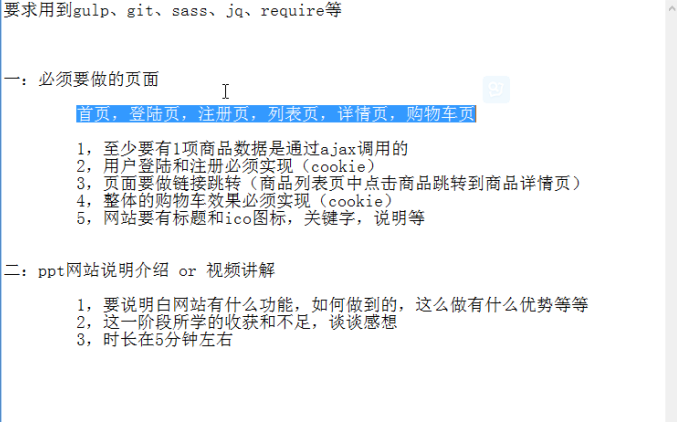 要求用到gulp、git、sass、jq、require等
一：必须要做的页面
首页，登陆页，注册页，列表页，详情页，购物车页
1，至少要有1项商品数据是通过ajax调用的
2，用户登陆和注册必须实现（cookie）
3，页面要做链接跳转（商品列表页中点击商品跳转到商品详情页）
4，整体的购物车效果必须实现（cookie）
5，网站要有标题和ico图标，关键字，说明等
二：ppt网站说明介绍 or 视频讲解
1，要说明白网站有什么功能，如何做到的，这么做有什么优势等等
2，这一阶段所学的收获和不足，谈谈感想
3，时长在5分钟左右